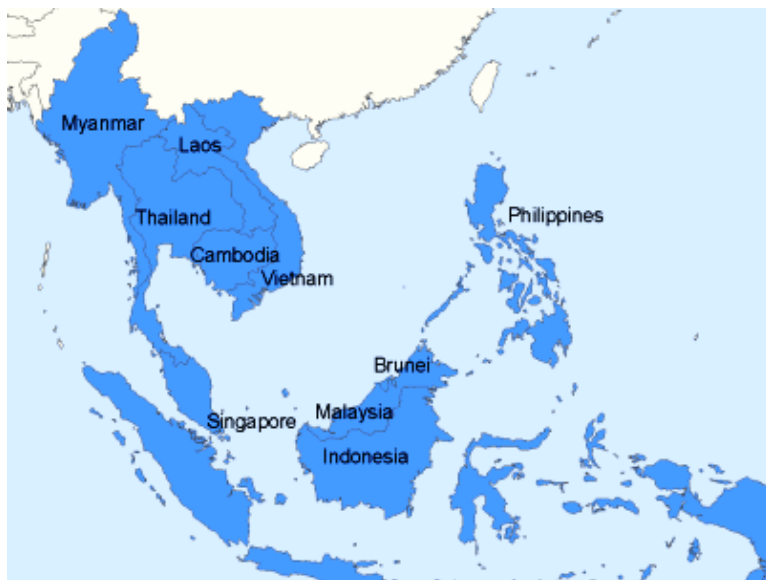 Myanmar
Laos
Thailand
Philippines
Cambodia
Vietnam
Brunei
Malaysia
Singapore
Indonesia